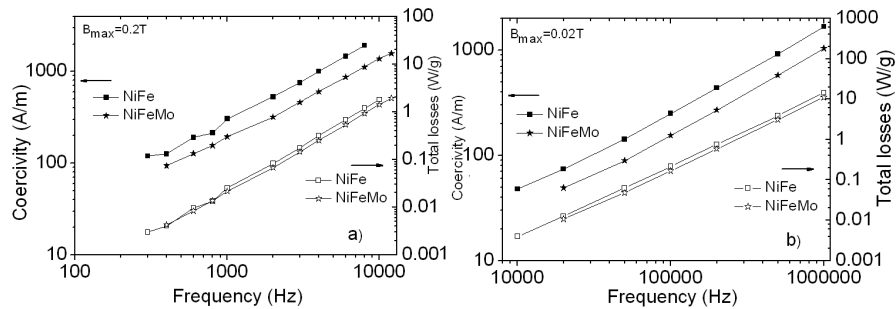 B max=0.2T
Coercivity (A/m)
1000
100
10
NiFe
NiFeMo
NiFe
NiFeMo
a)
100
10
1
0.1
0.01
0.001
Total losses (W/g)
100
1000
10000
Frequency (Hz)
B max=0.02T
Coercivity (A/m)
1000
100
10
NiFe
NiFeMo
NiFe
NiFeMo
b)
1000
100
10
1
0.1
0.01
0.001
Total losses (W/g)
10000
100000
1000000
Frequency (Hz)